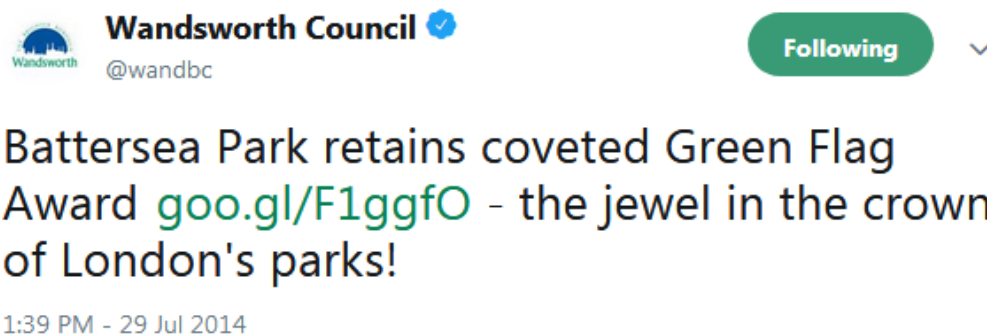 Wandsworth Council
Wandsworth
@wandbc
Following
Battersea Park retains coveted Green Flag
Award goo.gl/F1ggfO - the jewel in the crown
of London's parks!
1:39 PM - 29 Jul 2014